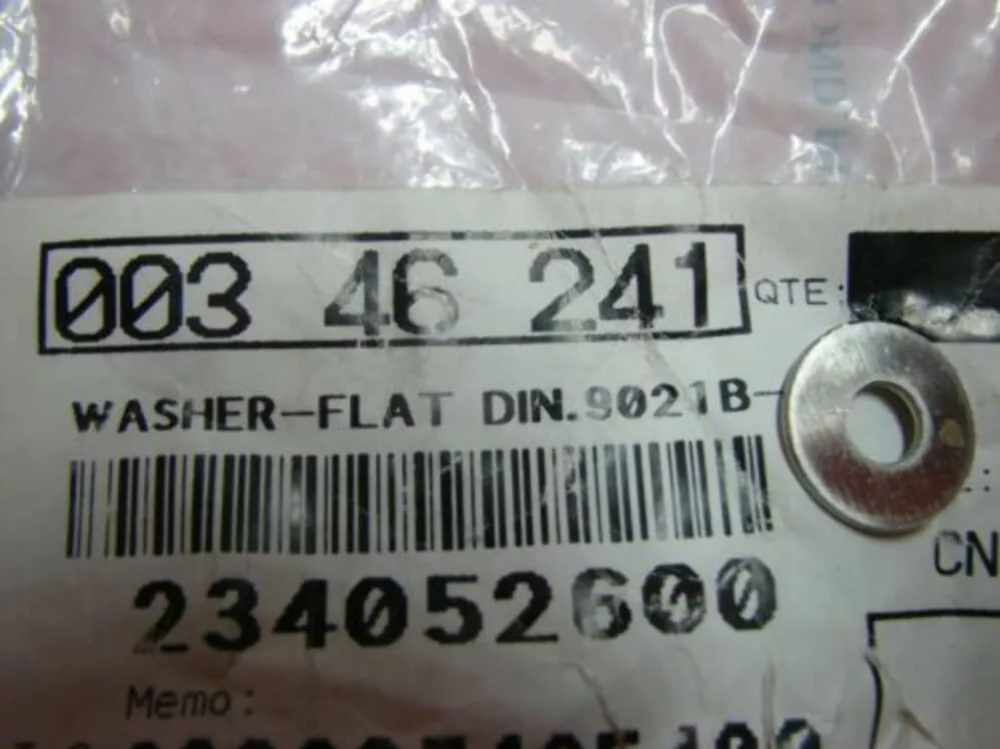 003 46 241
QTE:
WASHER-FLAT DIN.9021B-
234052600
CN
Memo: